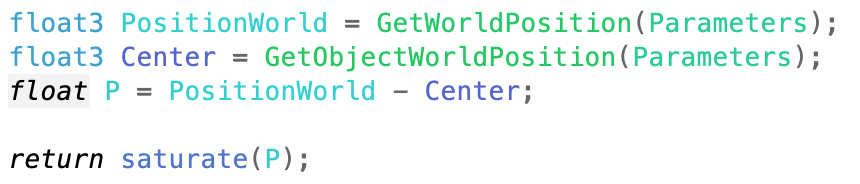 float3 PositionWorld = GetWorldPosition(Parameters);
float3 Center = GetObjectWorldPosition(Parameters);
float P = PositionWorld - Center;
return saturate(P);